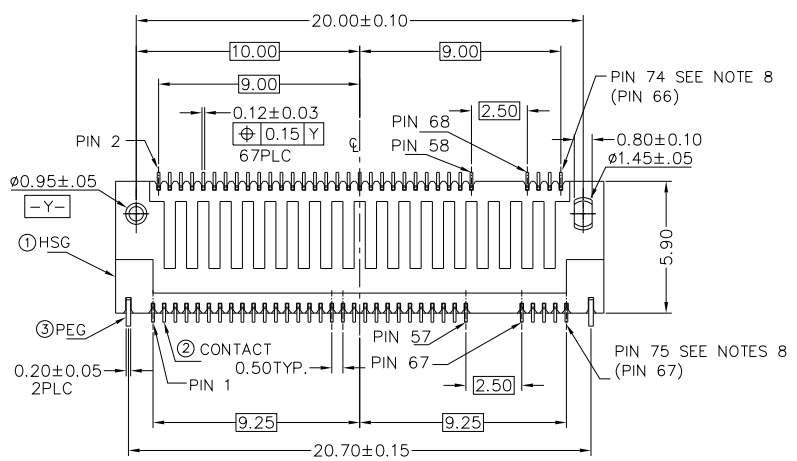 20.00±0.10
10.00
9.00
9.00
PIN 74 SEE NOTE 8
(PIN 66)
0.12±0.03
⌖ 0.15 Y
67PLC
2.50
PIN 2
℄
PIN 68
PIN 58
0.80±0.10
ø1.45±.05
ø0.95±.05
-Y-
① HSG
5.90
③ PEG
② CONTACT
PIN 57
0.50TYP.
PIN 67
PIN 75 SEE NOTES 8
(PIN 67)
0.20±0.05
2PLC
PIN 1
2.50
9.25
9.25
20.70±0.15